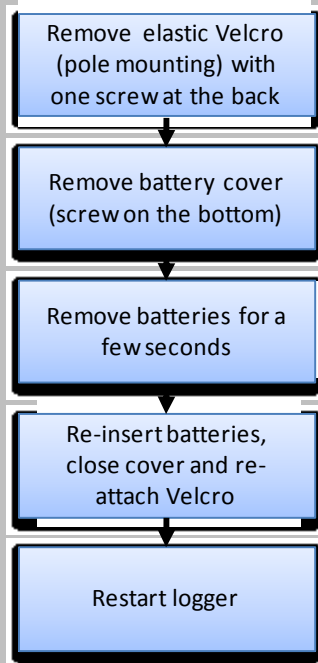 Remove elastic Velcro
(pole mounting) with
one screw at the back
Remove battery cover
(screw on the bottom)
Remove batteries for a
few seconds
Re-insert batteries,
close cover and re-
attach Velcro
Restart logger